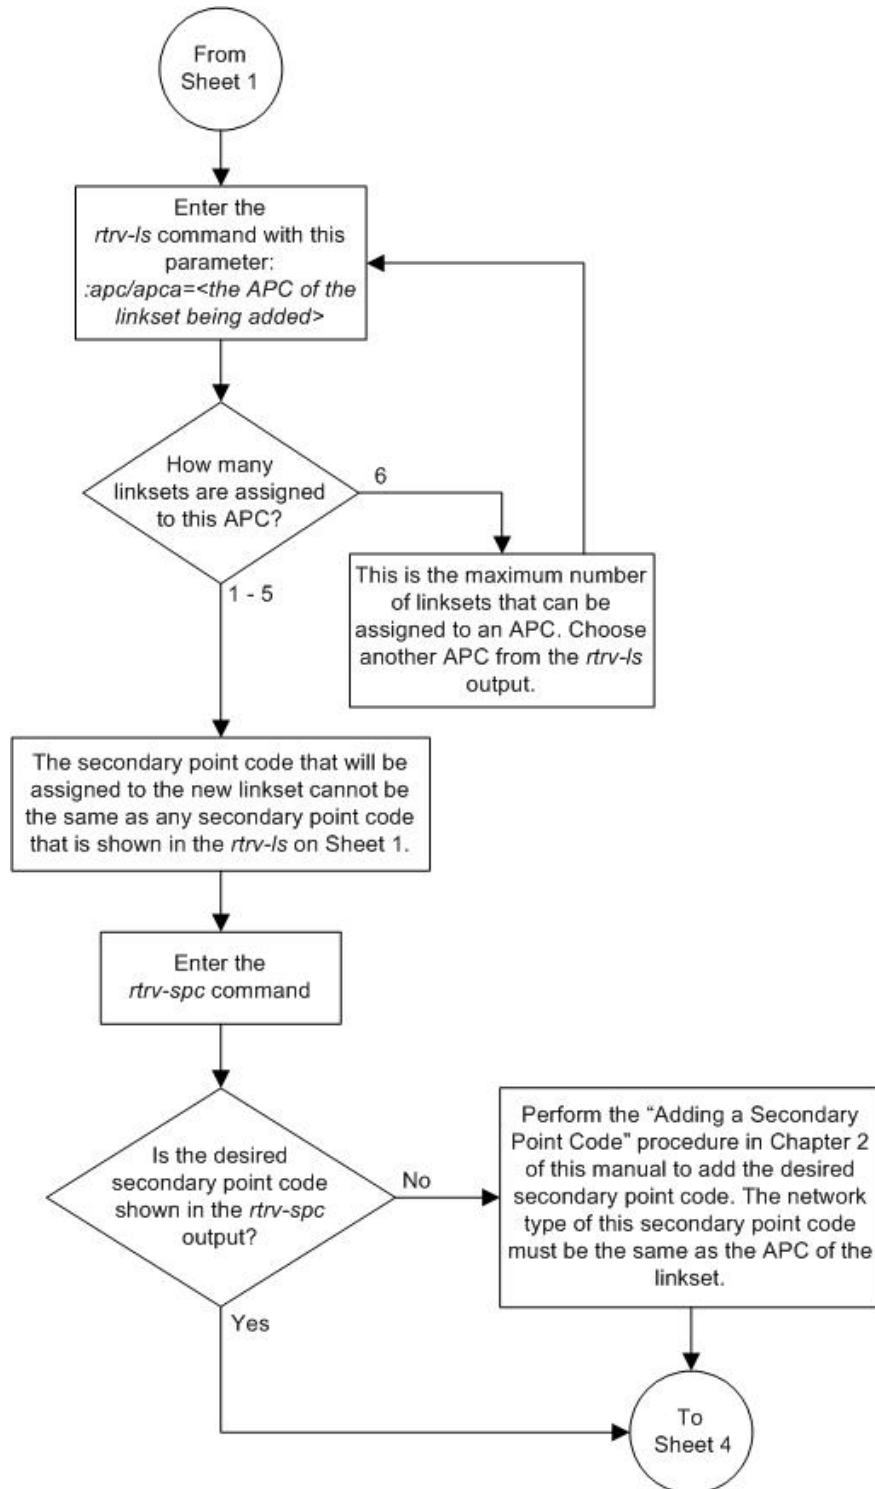 From
Sheet 1
Enter the
rtrv-ls command with this
parameter:
:apc/apca=<the APC of the
linkset being added>
How many
linksets are assigned
to this APC?
6
1 - 5
This is the maximum number
of linksets that can be
assigned to an APC. Choose
another APC from the rtrv-ls
output.
The secondary point code that will be
assigned to the new linkset cannot be
the same as any secondary point code
that is shown in the rtrv-ls on Sheet 1.
Enter the
rtrv-spc command
Is the desired
secondary point code
shown in the rtrv-spc
output?
No
Yes
Perform the “Adding a Secondary
Point Code” procedure in Chapter 2
of this manual to add the desired
secondary point code. The network
type of this secondary point code
must be the same as the APC of the
linkset.
To
Sheet 4